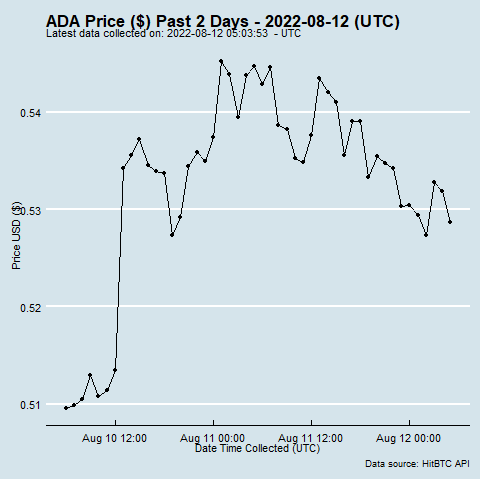 ADA Price ($) Past 2 Days - 2022-08-12 (UTC)
Latest data collected on: 2022-08-12 05:03:53 - UTC
Price USD ($)
0.54
0.53
0.52
0.51
Aug 10 12:00 Aug 11 00:00 Aug 11 12:00 Aug 12 00:00
Date Time Collected (UTC)
Data source: HitBTC API